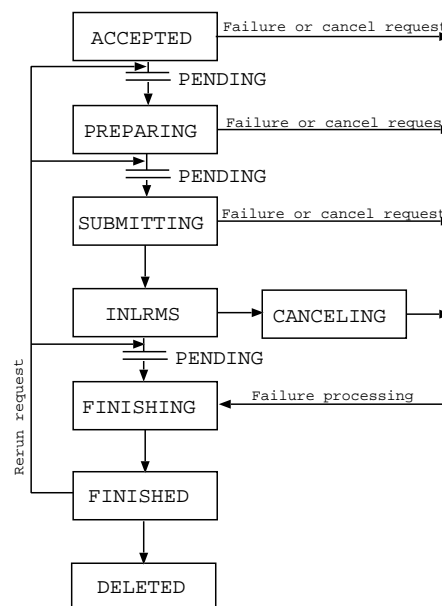 ACCEPTED
Failure or cancel request
PENDING
PREPARING
Failure or cancel request
PENDING
SUBMITTING
Failure or cancel request
INLRMS
CANCELING
PENDING
Rerun request
FINISHING
Failure processing
FINISHED
DELETED